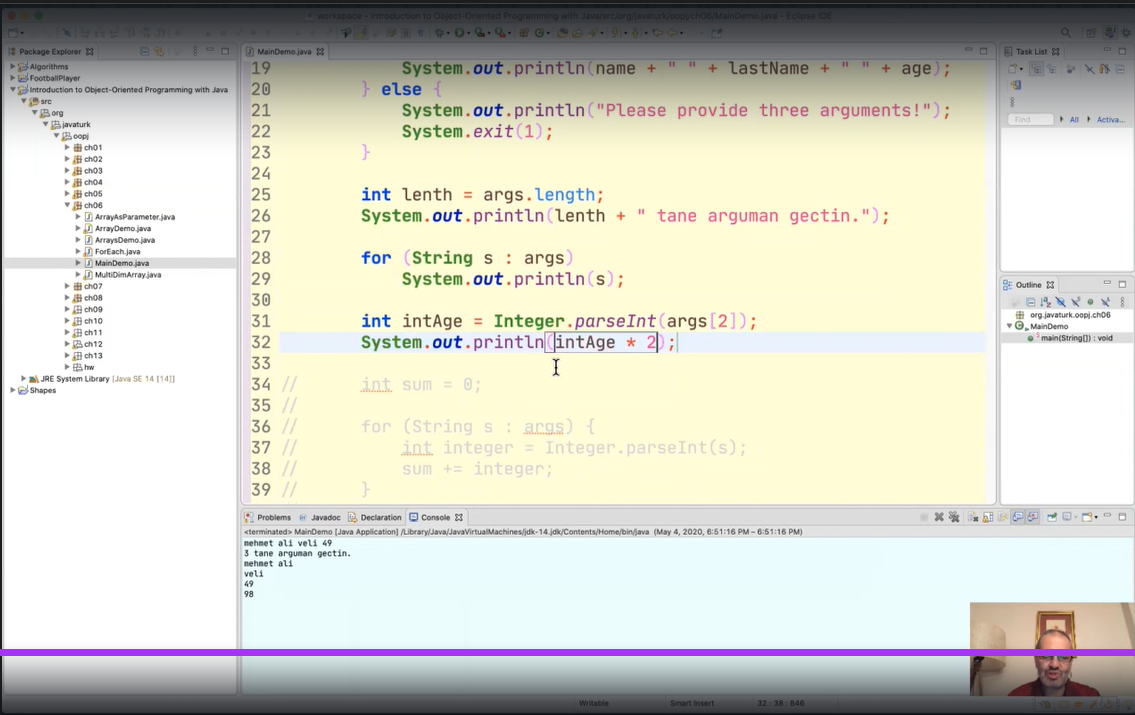 workspace - Introduction to Object-Oriented Programming with Java/src/org/javaturk/oopj/ch06/MainDemo.java - Eclipse IDE
Package Explorer
Algorithms
FootballPlayer
Introduction to Object-Oriented Programming with Java
src
org
javaturk
oopj
ch01
ch02
ch03
ch04
ch05
ch06
ArrayAsParameter.java
ArrayDemo.java
ArraysDemo.java
ForEach.java
MainDemo.java
MultiDimArray.java
ch07
ch08
ch09
ch10
ch11
ch12
ch13
hw
JRE System Library [Java SE 14 [14]]
Shapes
MainDemo.java
19 System.out.println(name + " " + lastName + " " + age);
20 } else {
21 System.out.println("Please provide three arguments!");
22 System.exit(1);
23 }
24
25 int lenth = args.length;
26 System.out.println(lenth + " tane arguman gectin.");
27
28 for (String s : args)
29 System.out.println(s);
30
31 int intAge = Integer.parseInt(args[2]);
32 System.out.println(intAge * 2);
33
34 // int sum = 0;
35 //
36 // for (String s : args) {
37 // int integer = Integer.parseInt(s);
38 // sum += integer;
39 // }
Task List
Find All Activa...
Outline
org.javaturk.oopj.ch06
MainDemo
main(String[]) : void
Problems Javadoc Declaration Console
<terminated> MainDemo [Java Application] /Library/Java/JavaVirtualMachines/jdk-14.jdk/Contents/Home/bin/java (May 4, 2020, 6:51:16 PM – 6:51:16 PM)
mehmet ali veli 49
3 tane arguman gectin.
mehmet ali
veli
49
98
Writable Smart Insert 32 : 38 : 846